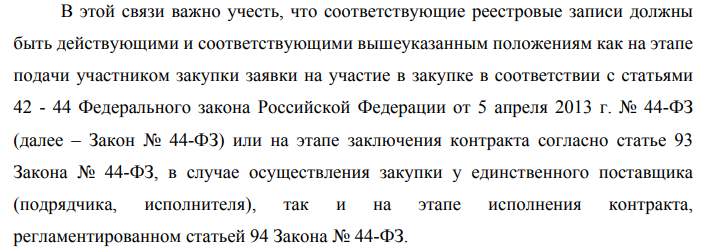 В этой связи важно учесть, что соответствующие реестровые записи должны
быть действующими и соответствующими вышеуказанным положениям как на этапе
подачи участником закупки заявки на участие в закупке в соответствии с статьями
42 - 44 Федерального закона Российской Федерации от 5 апреля 2013 г. № 44-ФЗ
(далее – Закон № 44-ФЗ) или на этапе заключения контракта согласно статье 93
Закона № 44-ФЗ, в случае осуществления закупки у единственного поставщика
(подрядчика, исполнителя), так и на этапе исполнения контракта,
регламентированном статьей 94 Закона № 44-ФЗ.